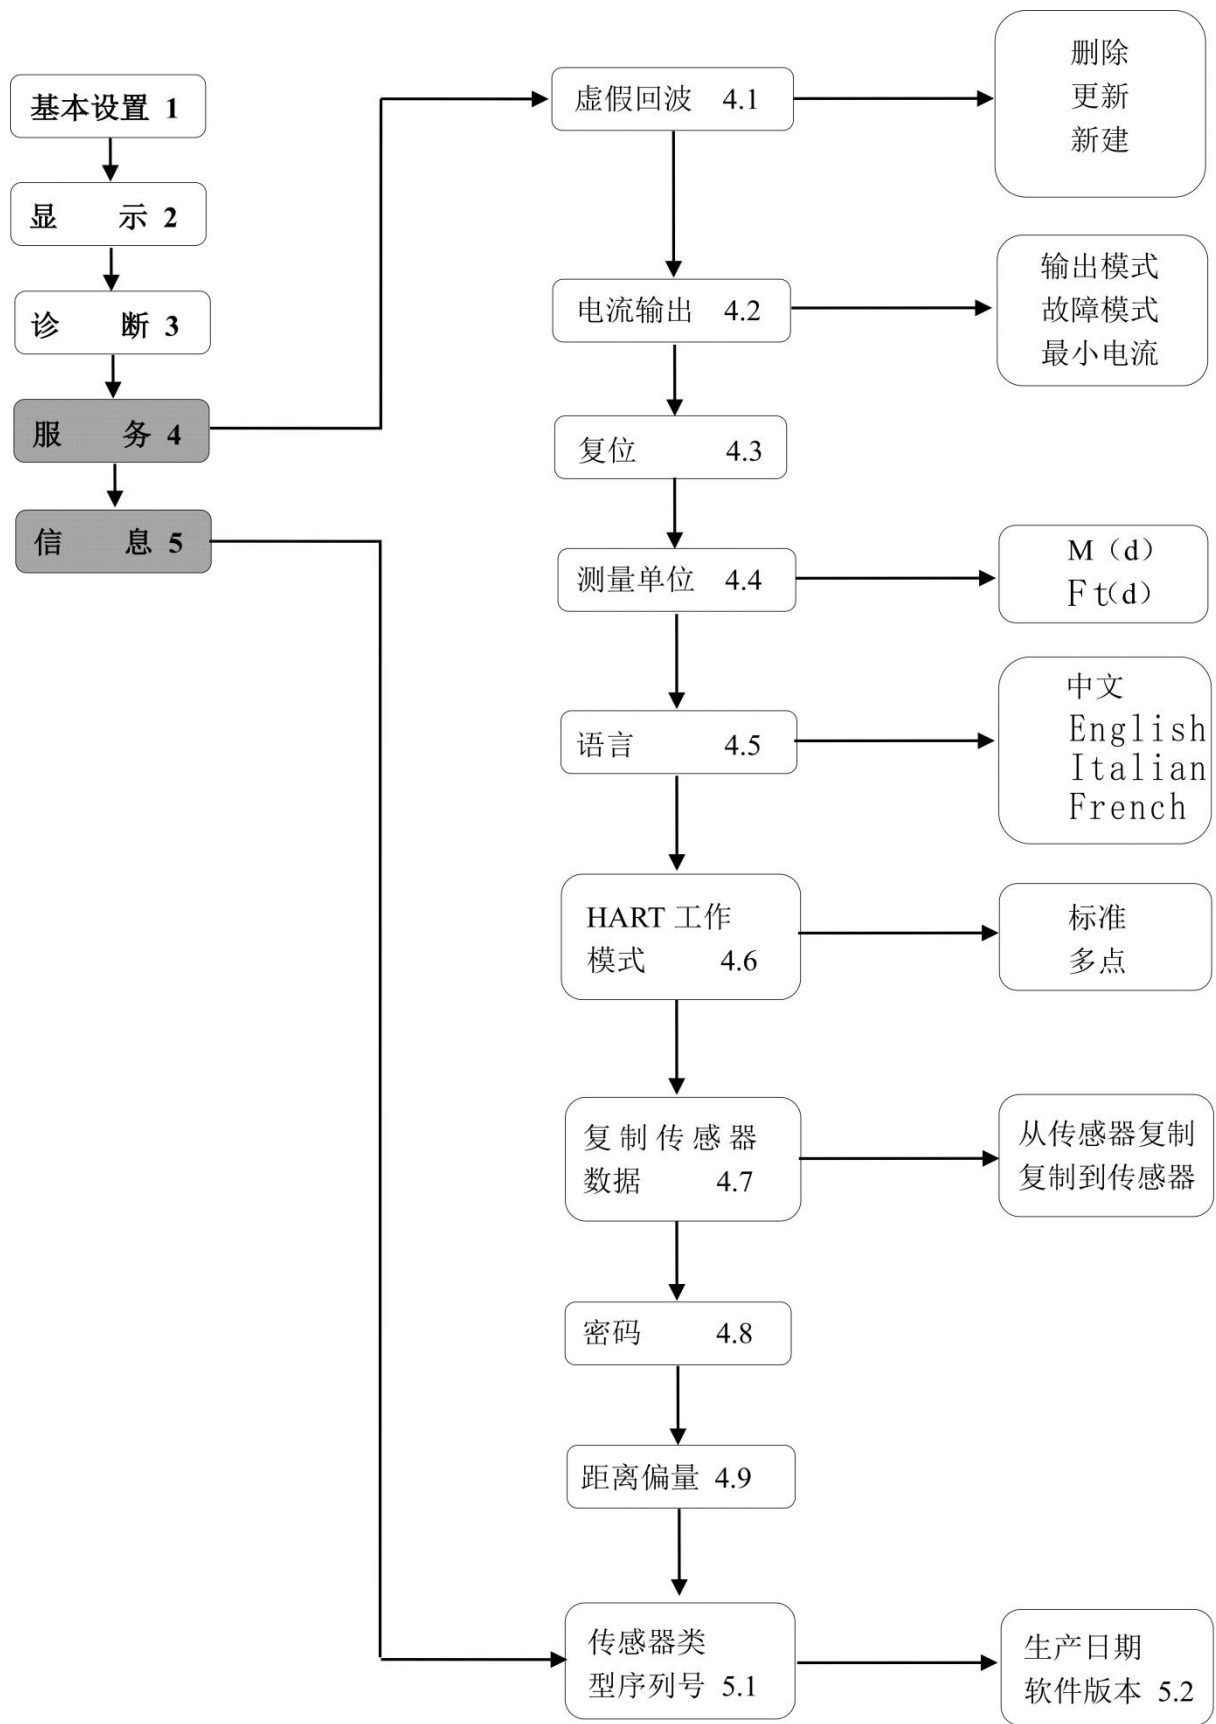 基本设置 1
显 示 2
诊 断 3
服 务 4
信 息 5
虚假回波 4.1
删除
更新
新建
电流输出 4.2
输出模式
故障模式
最小电流
复位 4.3
测量单位 4.4
M（d）
Ft(d）
语言 4.5
中文
English
Italian
French
HART 工作
模式 4.6
标准
多点
复制传感器
数据 4.7
从传感器复制
复制到传感器
密码 4.8
距离偏量 4.9
传感器类
型序列号 5.1
生产日期
软件版本 5.2